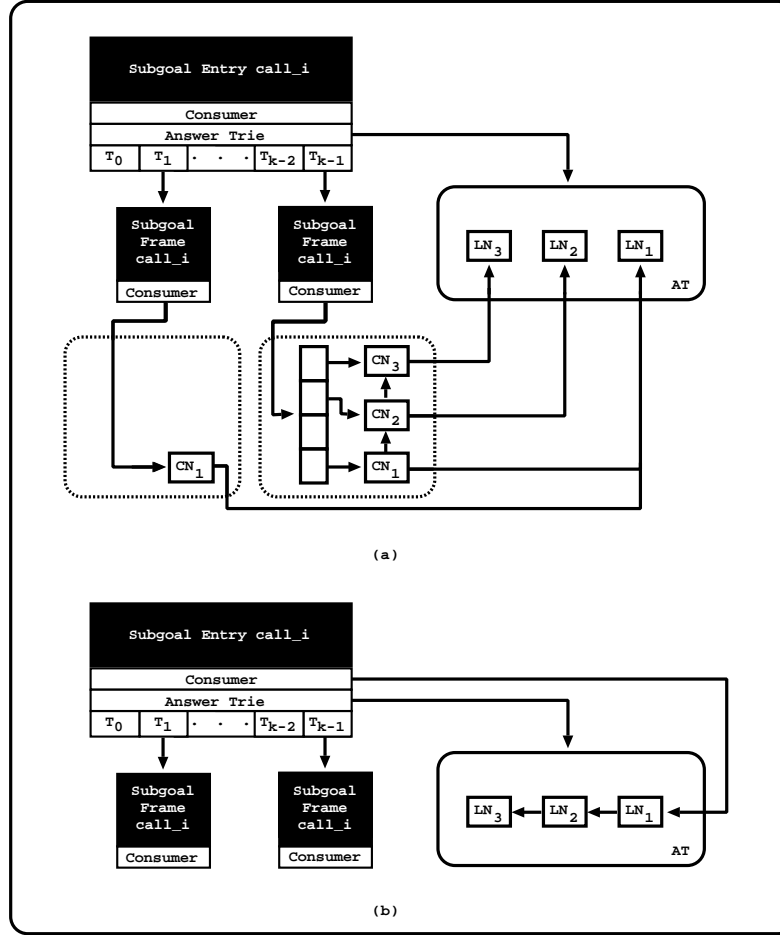 Subgoal Entry call_i
Consumer
Answer Trie
T0 T1 . . . Tk-2 Tk-1
Subgoal Frame call_i
Consumer
Subgoal Frame call_i
Consumer
LN3 LN2 LN1
AT
CN3
CN2
CN1
CN1
(a)
Subgoal Entry call_i
Consumer
Answer Trie
T0 T1 . . . Tk-2 Tk-1
Subgoal Frame call_i
Consumer
Subgoal Frame call_i
Consumer
LN3 LN2 LN1
AT
(b)